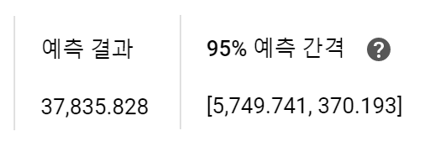 예측 결과
95% 예측 간격 ?
37,835.828
[5,749.741, 370.193]